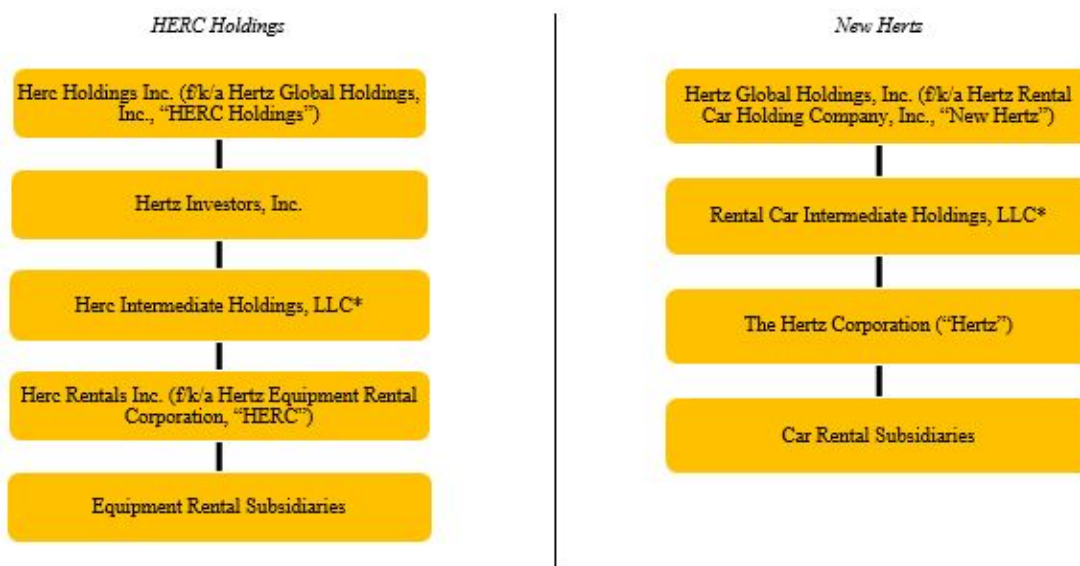 HERC Holdings
Herc Holdings Inc. (f/k/a Hertz Global Holdings,
Inc., “HERC Holdings”)
Hertz Investors, Inc.
Herc Intermediate Holdings, LLC*
Herc Rentals Inc. (f/k/a Hertz Equipment Rental
Corporation, “HERC”)
Equipment Rental Subsidiaries
New Hertz
Hertz Global Holdings, Inc. (f/k/a Hertz Rental
Car Holding Company, Inc., “New Hertz”)
Rental Car Intermediate Holdings, LLC*
The Hertz Corporation (“Hertz”)
Car Rental Subsidiaries